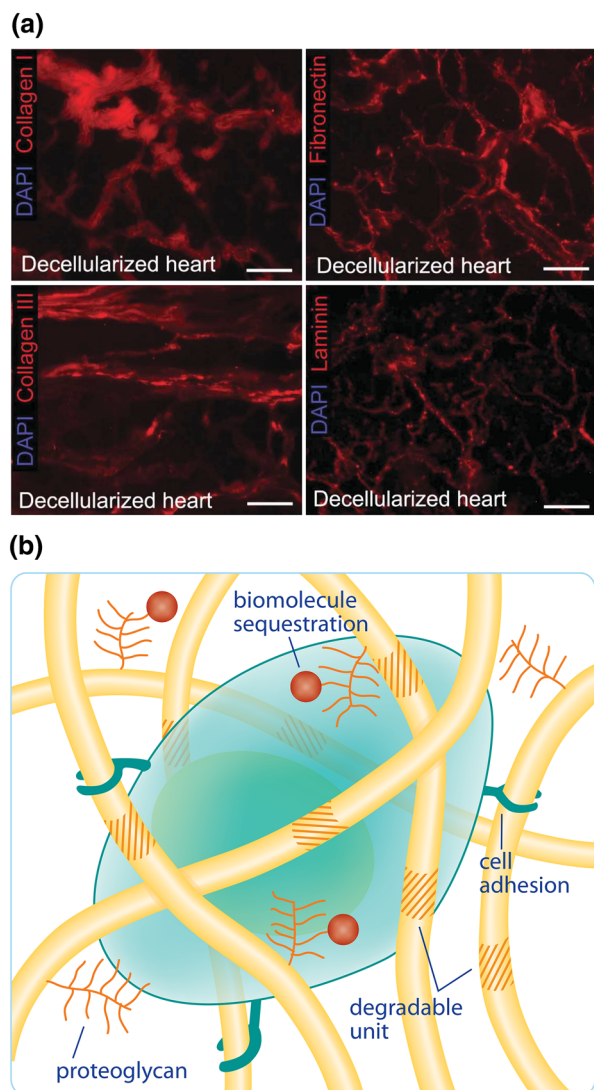 (a)
DAPI Collagen I
Decellularized heart
DAPI Fibronectin
Decellularized heart
DAPI Collagen III
Decellularized heart
DAPI Laminin
Decellularized heart
(b)
biomolecule
sequestration
cell
adhesion
degradable
unit
proteoglycan